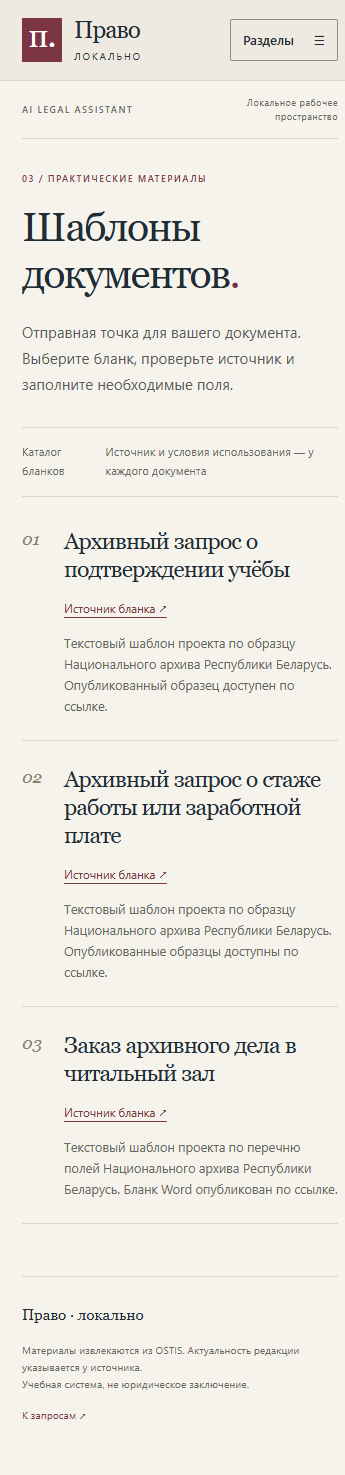 п.
Право
ЛОКАЛЬНО
Разделы ☰
AI LEGAL ASSISTANT
Локальное рабочее
пространство
03 / ПРАКТИЧЕСКИЕ МАТЕРИАЛЫ
Шаблоны
документов.
Отправная точка для вашего документа.
Выберите бланк, проверьте источник и
заполните необходимые поля.
Каталог
бланков
Источник и условия использования — у
каждого документа
01
Архивный запрос о
подтверждении учёбы
Источник бланка ↗
Текстовый шаблон проекта по образцу
Национального архива Республики Беларусь.
Опубликованный образец доступен по
ссылке.
02
Архивный запрос о стаже
работы или заработной
плате
Источник бланка ↗
Текстовый шаблон проекта по образцу
Национального архива Республики Беларусь.
Опубликованные образцы доступны по
ссылке.
03
Заказ архивного дела в
читальный зал
Источник бланка ↗
Текстовый шаблон проекта по перечню
полей Национального архива Республики
Беларусь. Бланк Word опубликован по ссылке.
Право · локально
Материалы извлекаются из OSTIS. Актуальность редакции
указывается у источника.
Учебная система, не юридическое заключение.
К запросам ↗